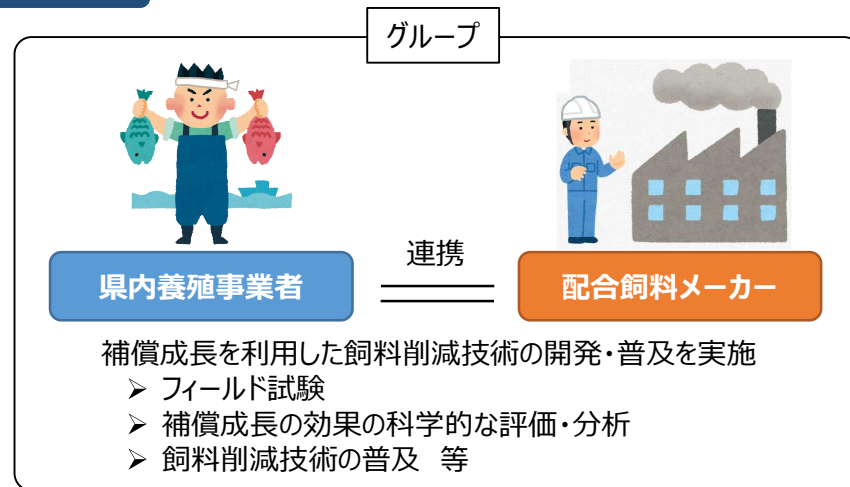 グループ
県内養殖事業者
連携
配合飼料メーカー
補償成長を利用した飼料削減技術の開発・普及を実施
➢ フィールド試験
➢ 補償成長の効果の科学的な評価・分析
➢ 飼料削減技術の普及 等